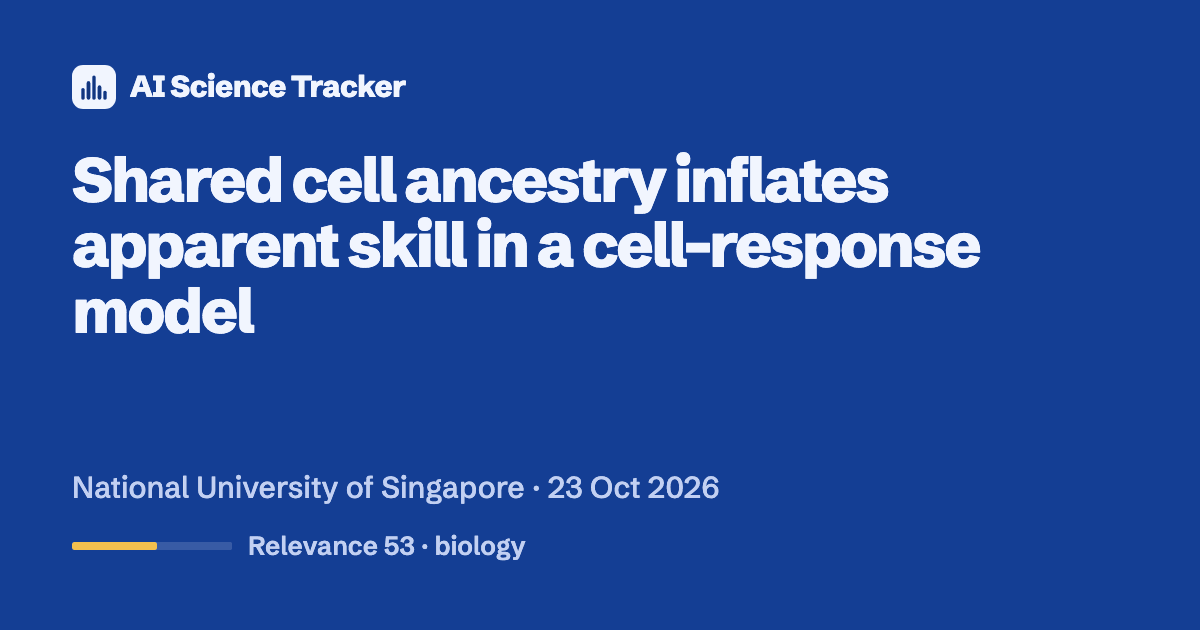 AI Science Tracker
Shared cell ancestry inflates
apparent skill in a cell-response
model
National University of Singapore · 23 Oct 2026
Relevance 53 · biology